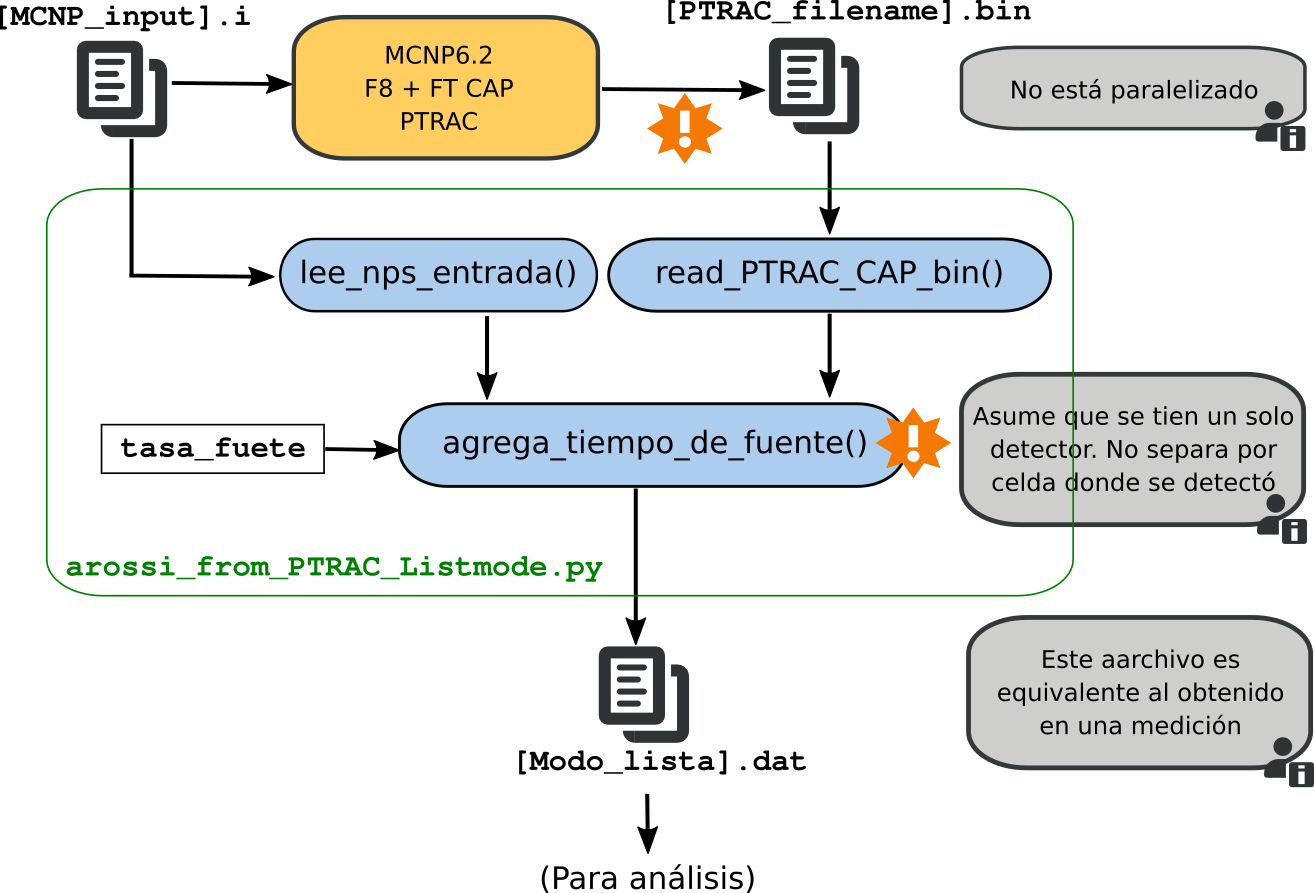 [MCNP_input].i
[PTRAC_filename].bin
MCNP6.2
F8 + FT CAP
PTRAC
No está paralelizado
lee_nps_entrada()
read_PTRAC_CAP_bin()
tasa_fuete
agrega_tiempo_de_fuente()
Asume que se tien un solo
detector. No separa por
celda donde se detectó
arossi_from_PTRAC_Listmode.py
Este aarchivo es
equivalente al obtenido
en una medición
[Modo_lista].dat
(Para análisis)